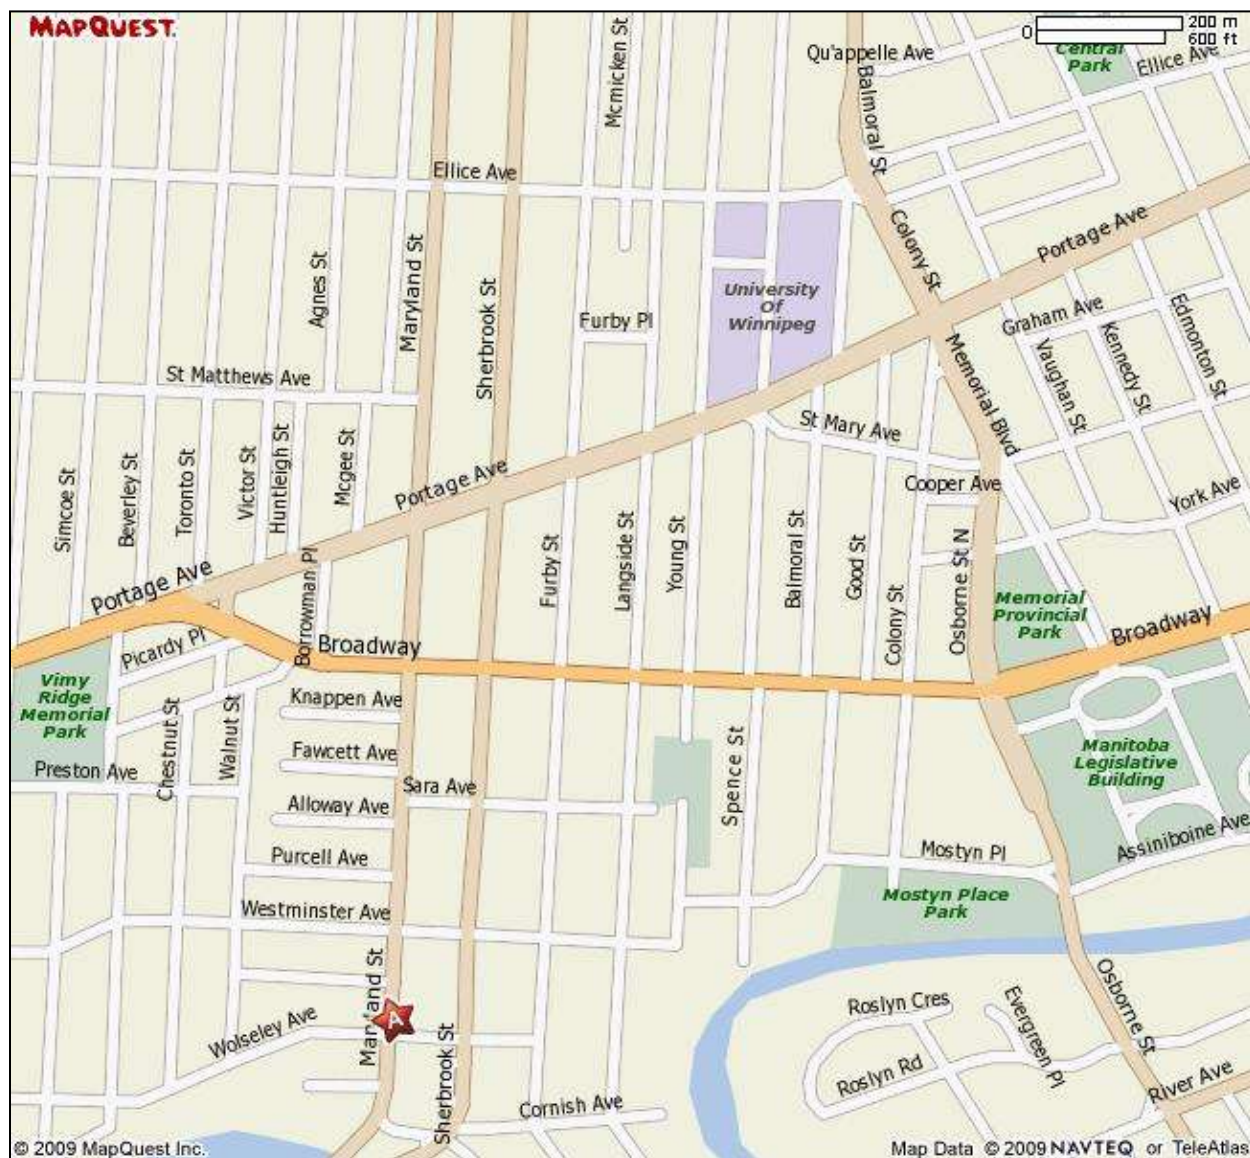 MAPQUEST.
0
200 m
600 ft
Qu'appelle Ave
Central
Park
Ellice Ave
Mcmicken St
Balmoral St
Ellice Ave
Colony St
Portage Ave
Agnes St
Maryland St
Sherbrook St
University
Of
Winnipeg
Furby Pl
Graham Ave
Edmonton St
Kennedy St
Vaughan St
Memorial Blvd
St Matthews Ave
St Mary Ave
Portage Ave
Cooper Ave
York Ave
Simcoe St
Beverley St
Toronto St
Victor St
Huntleigh St
Mcgee St
Furby St
Langside St
Young St
Balmoral St
Good St
Colony St
Osborne St N
Portage Ave
Borrowman Pl
Memorial
Provincial
Park
Broadway
Picardy Pl
Broadway
Vimy
Ridge
Memorial
Park
Knappen Ave
Chestnut St
Walnut St
Fawcett Ave
Spence St
Manitoba
Legislative
Building
Preston Ave
Sara Ave
Alloway Ave
Assiniboine Ave
Purcell Ave
Mostyn Pl
Westminster Ave
Mostyn Place
Park
Maryland St
A
Wolseley Ave
Sherbrook St
Roslyn Cres
Evergreen Pl
Osborne St
Roslyn Rd
River Ave
Cornish Ave
© 2009 MapQuest Inc.
Map Data © 2009 NAVTEQ or TeleAtlas